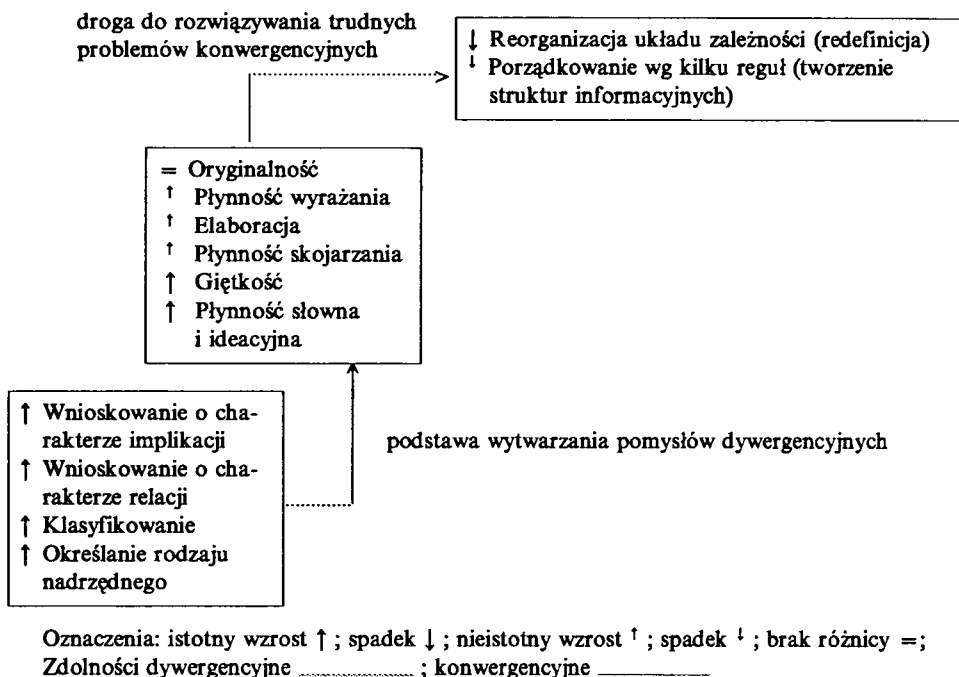 droga do rozwiązywania trudnych
problemów konwergencyjnych
↓ Reorganizacja układu zależności (redefinicja)
↓ Porządkowanie wg kilku reguł (tworzenie
struktur informacyjnych)
= Oryginalność
↑ Płynność wyrażania
↑ Elaboracja
↑ Płynność skojarzania
↑ Giętkość
↑ Płynność słowna
i ideacyjna
↑ Wnioskowanie o cha-
rakterze implikacji
↑ Wnioskowanie o cha-
rakterze relacji
↑ Klasyfikowanie
↑ Określanie rodzaju
nadrzędnego
podstawa wytwarzania pomysłów dywergencyjnych
Oznaczenia: istotny wzrost ↑ ; spadek ↓ ; nieistotny wzrost ↑ ; spadek ↓ ; brak różnicy =;
Zdolności dywergencyjne ............ ; konwergencyjne ____________